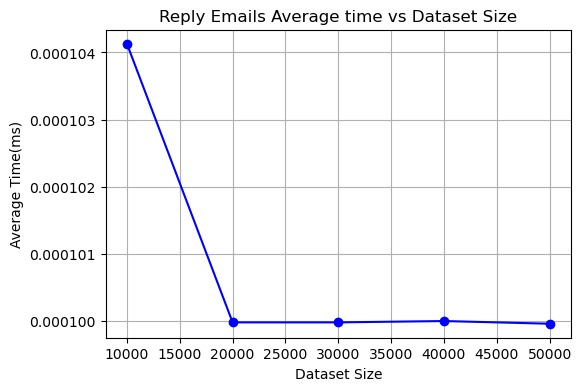 Reply Emails Average time vs Dataset Size
0.000104
0.000103
0.000102
0.000101
0.000100
Average Time(ms)
10000 15000 20000 25000 30000 35000 40000 45000 50000
Dataset Size